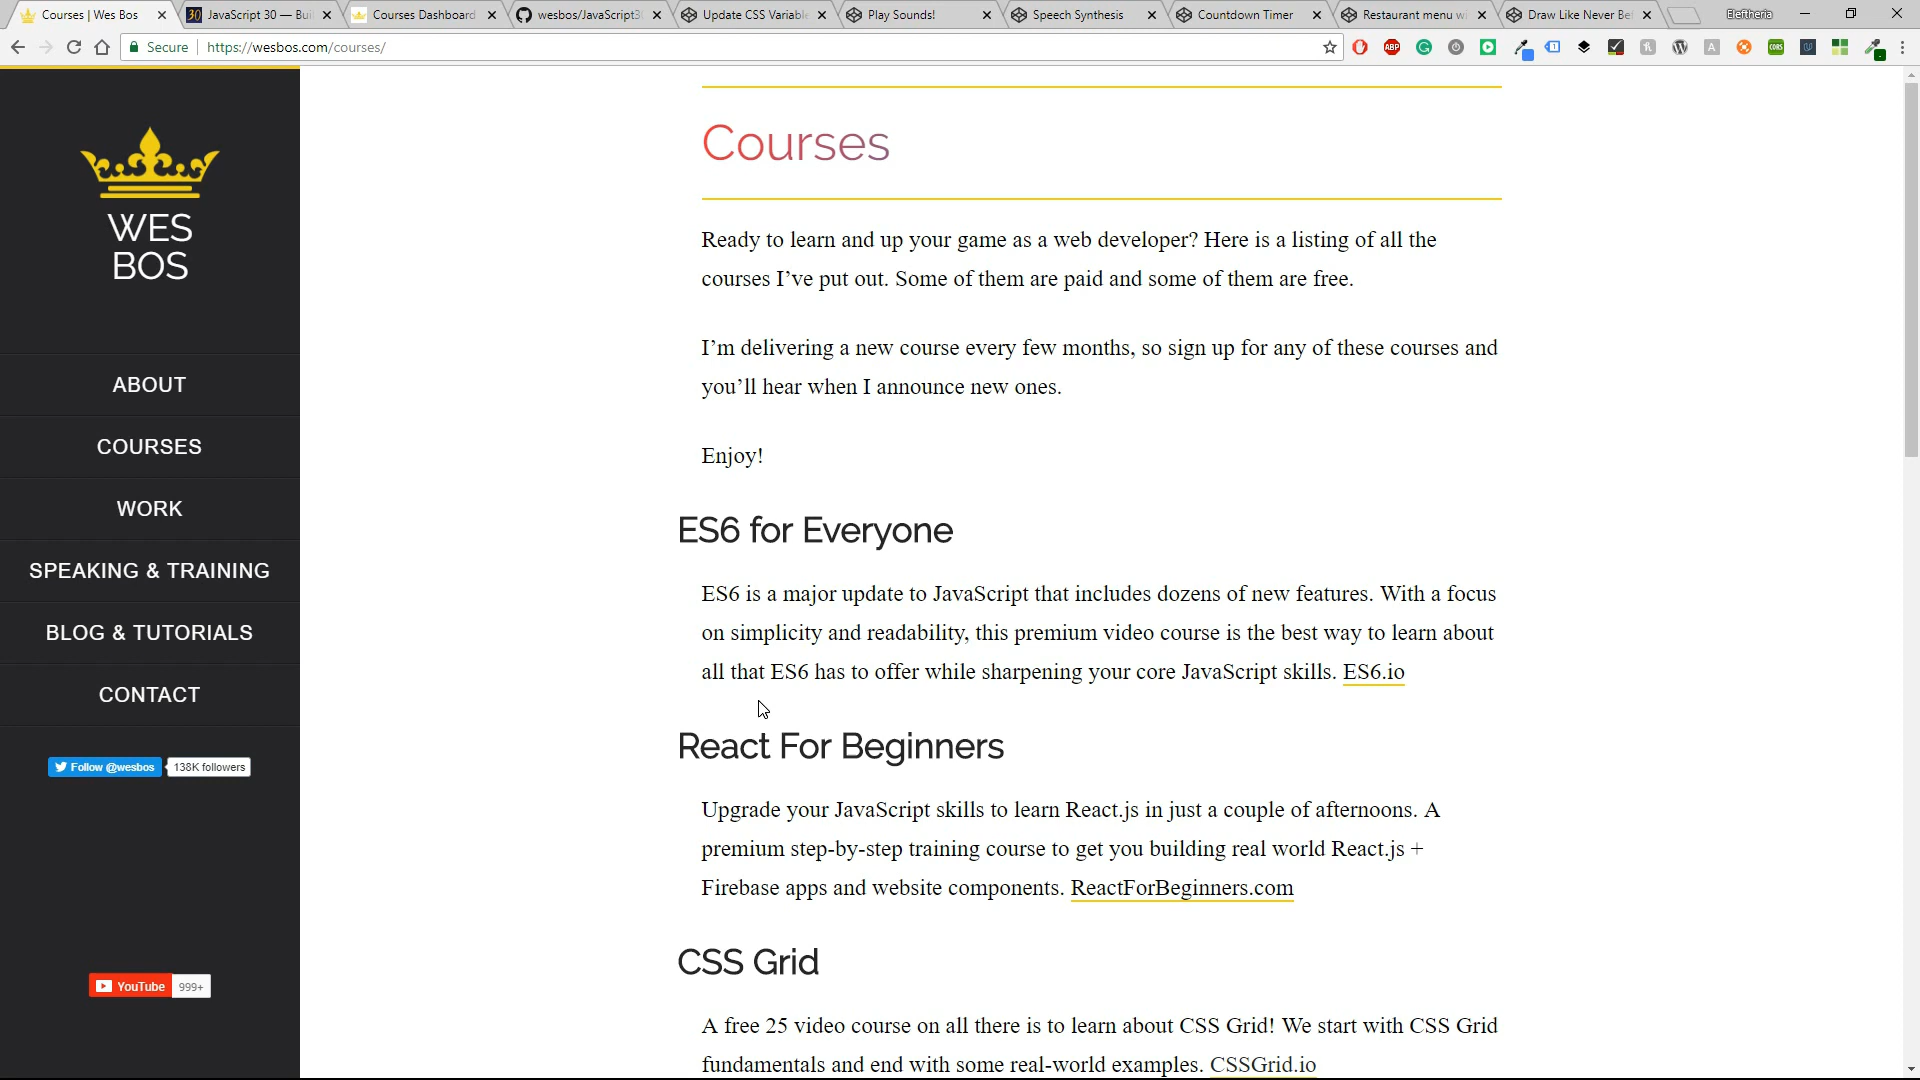 Courses | Wes Bos
JavaScript 30 — Bui
Courses Dashboard
wesbos/JavaScript3
Update CSS Variabl
Play Sounds!
Speech Synthesis
Countdown Timer
Restaurant menu w
Draw Like Never Be
Eleftheria
Secure
https://wesbos.com/courses/
ABP
CORS
WES
BOS
ABOUT
COURSES
WORK
SPEAKING & TRAINING
BLOG & TUTORIALS
CONTACT
Follow @wesbos
138K followers
YouTube
999+
Courses
Ready to learn and up your game as a web developer? Here is a listing of all the
courses I’ve put out. Some of them are paid and some of them are free.
I’m delivering a new course every few months, so sign up for any of these courses and
you’ll hear when I announce new ones.
Enjoy!
ES6 for Everyone
ES6 is a major update to JavaScript that includes dozens of new features. With a focus
on simplicity and readability, this premium video course is the best way to learn about
all that ES6 has to offer while sharpening your core JavaScript skills. ES6.io
React For Beginners
Upgrade your JavaScript skills to learn React.js in just a couple of afternoons. A
premium step-by-step training course to get you building real world React.js +
Firebase apps and website components. ReactForBeginners.com
CSS Grid
A free 25 video course on all there is to learn about CSS Grid! We start with CSS Grid
fundamentals and end with some real-world examples. CSSGrid.io